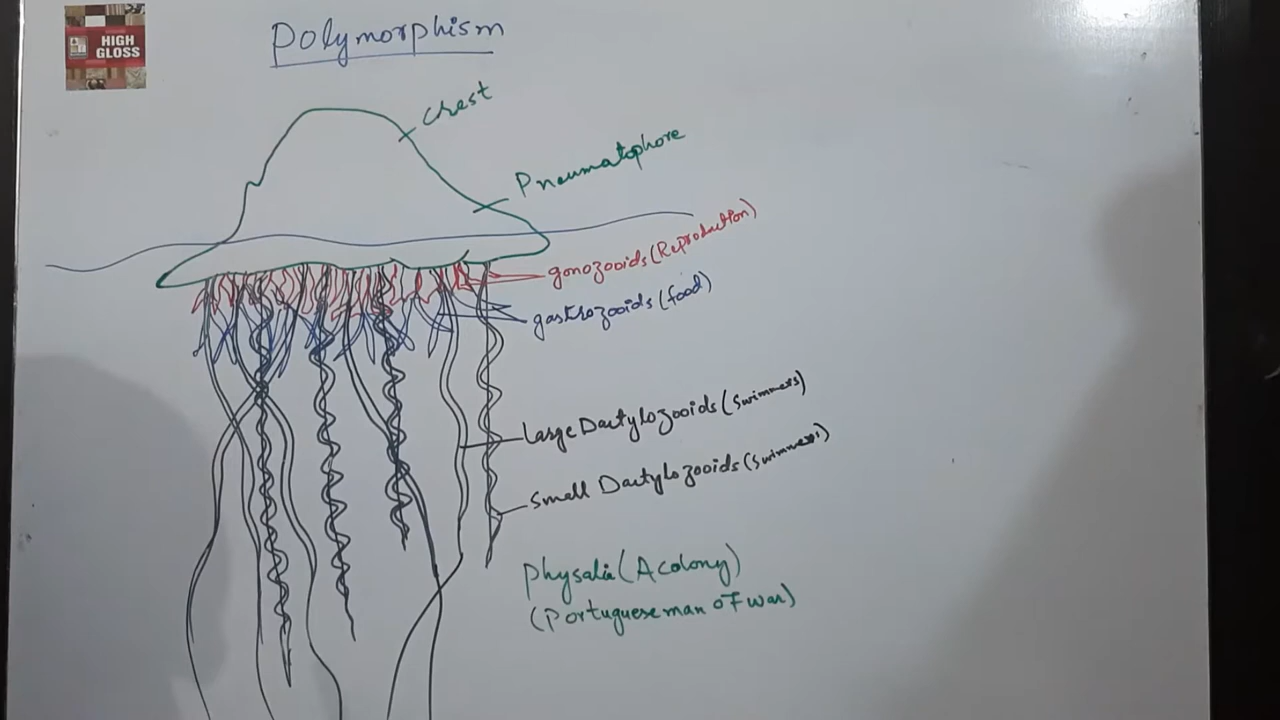 HIGH
GLOSS
Polymorphism
Chest
Pneumatophore
gonozooids (Reproduction)
gastrozooids (food)
Large Dactylozooids (Swimmers)
Small Dactylozooids (Swimmers)
Physalia (A colony)
(Portuguese man of war)